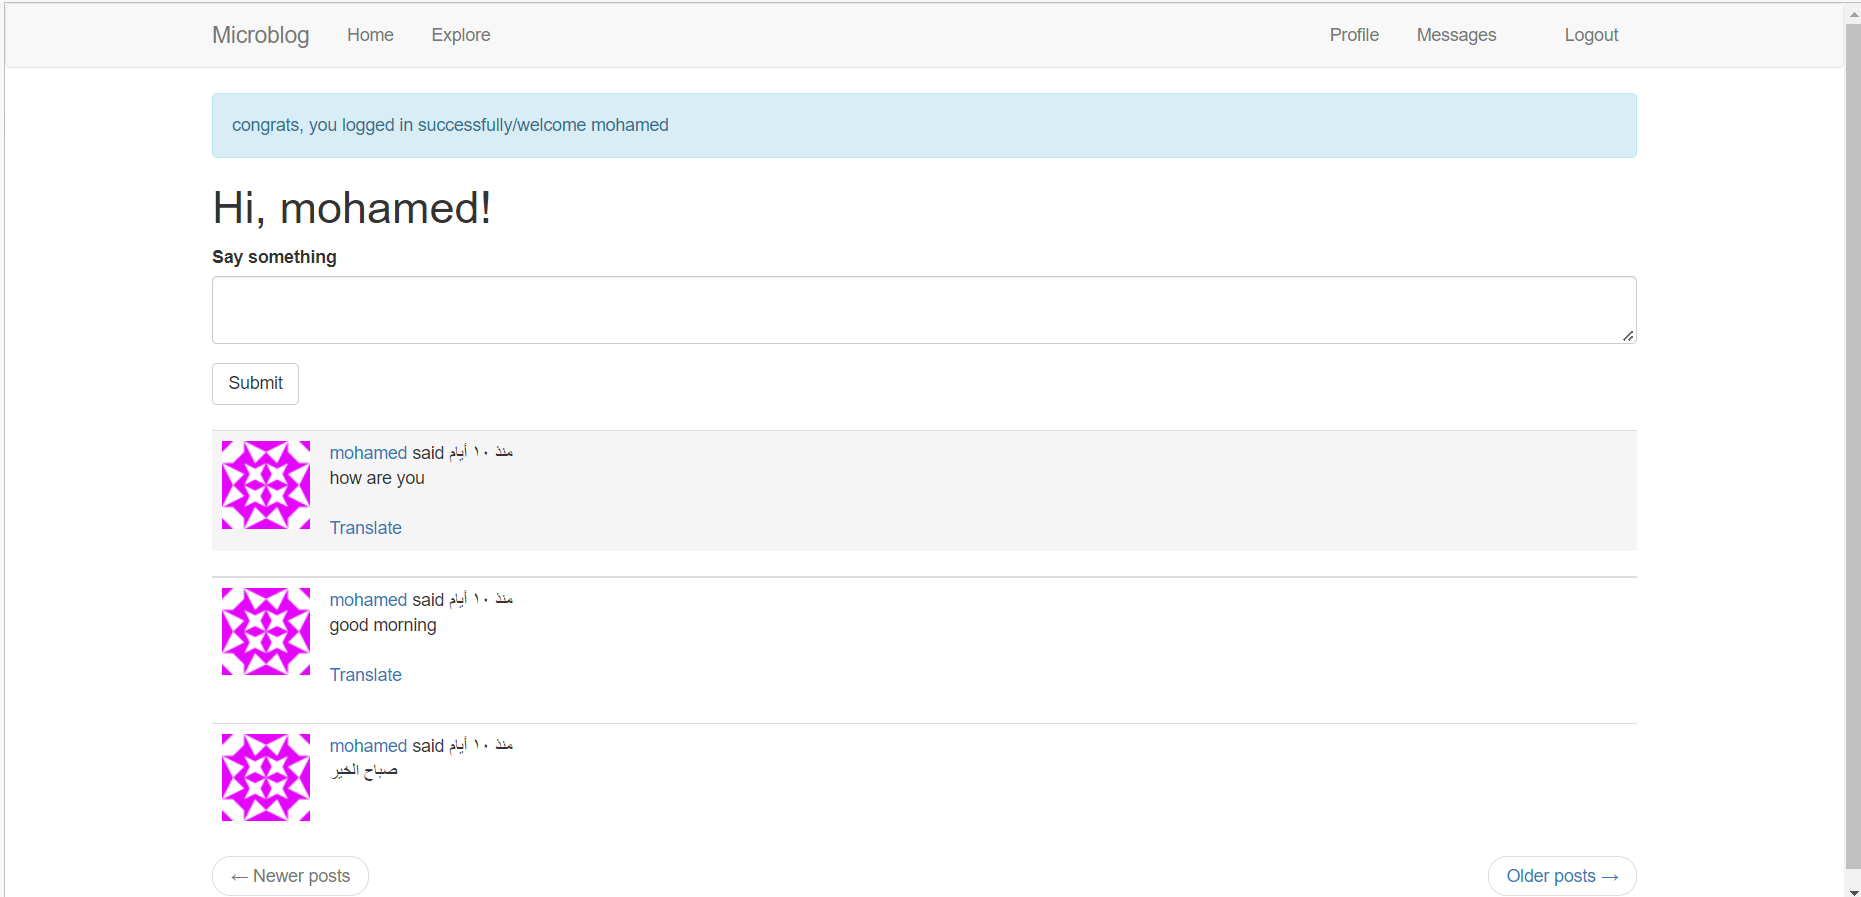 Microblog Home Explore Profile Messages Logout
congrats, you logged in successfully/welcome mohamed
Hi, mohamed!
Say something
Submit
mohamed said منذ ١٠ أيام
how are you
Translate
mohamed said منذ ١٠ أيام
good morning
Translate
mohamed said منذ ١٠ أيام
صباح الخير
← Newer posts Older posts →